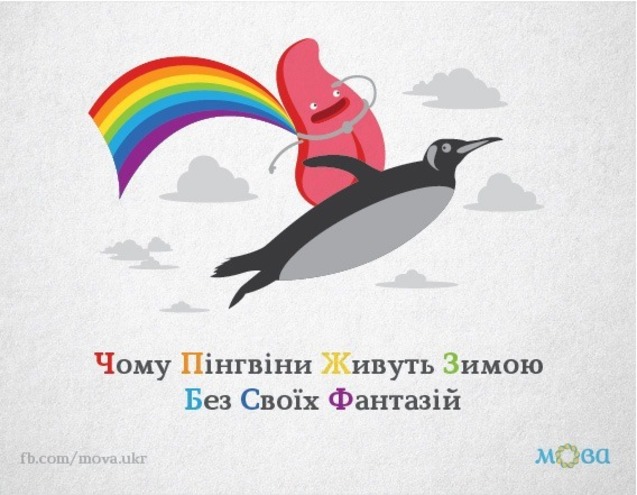 Чому Пінгвіни Живуть Зимою
Без Своїх Фантазій
fb.com/mova.ukr
мова